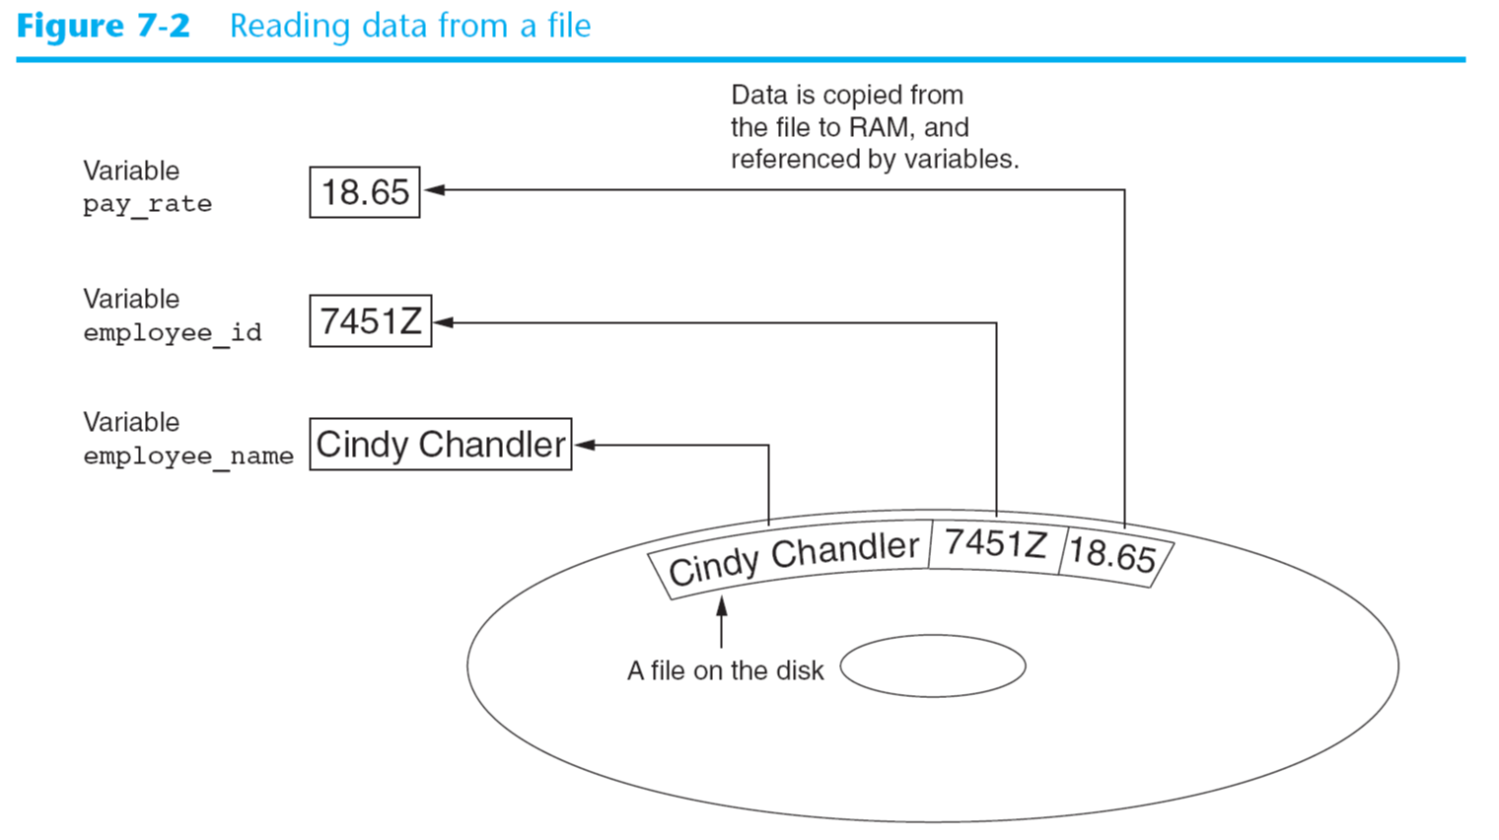 Figure 7-2 Reading data from a file
Data is copied from
the file to RAM, and
referenced by variables.
Variable
pay_rate
18.65
Variable
employee_id
7451Z
Variable
employee_name
Cindy Chandler
Cindy Chandler 7451Z 18.65
A file on the disk